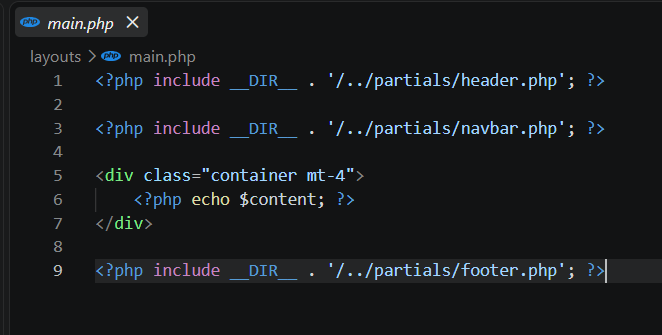 php main.php ×
layouts > php main.php
1 <?php include __DIR__ . '/../partials/header.php'; ?>
2
3 <?php include __DIR__ . '/../partials/navbar.php'; ?>
4
5 <div class="container mt-4">
6     <?php echo $content; ?>
7 </div>
8
9 <?php include __DIR__ . '/../partials/footer.php'; ?>